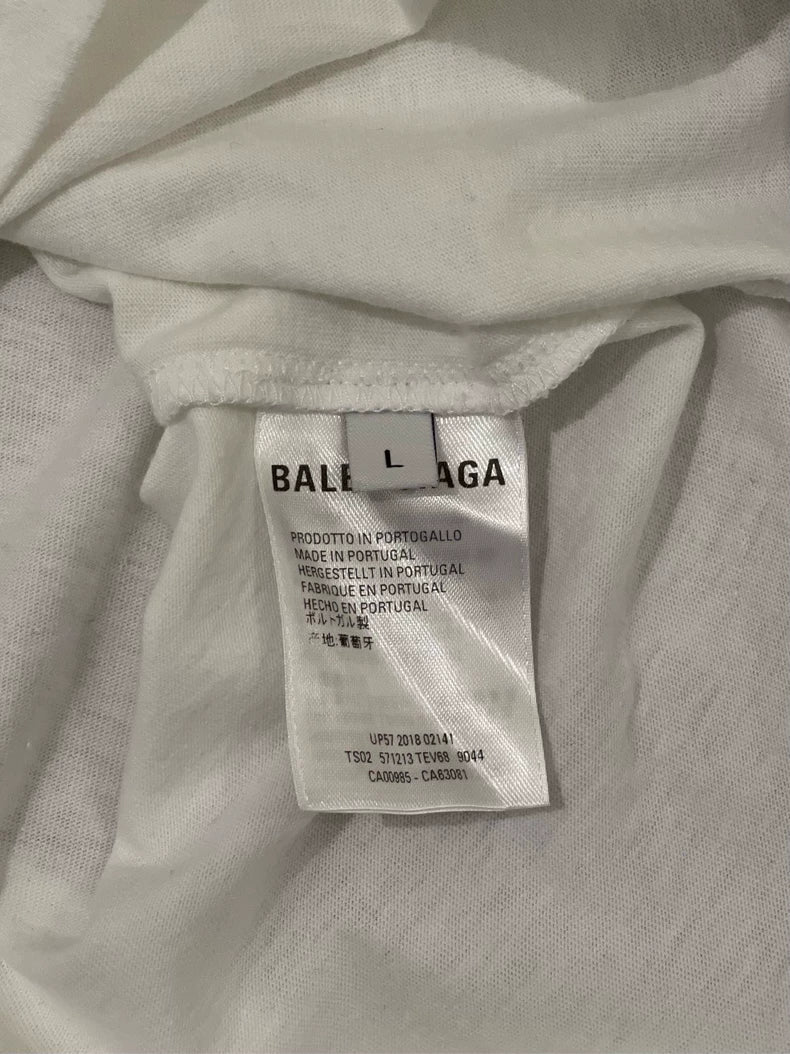 L
BALE AGA
PRODOTTO IN PORTOGALLO
MADE IN PORTUGAL
HERGESTELLT IN PORTUGAL
FABRIQUE EN PORTUGAL
HECHO EN PORTUGAL
ポルトガル製
产地:葡萄牙
UP57 2018 02141
TS02 571213 TEV68 9044
CA00985 - CA63081